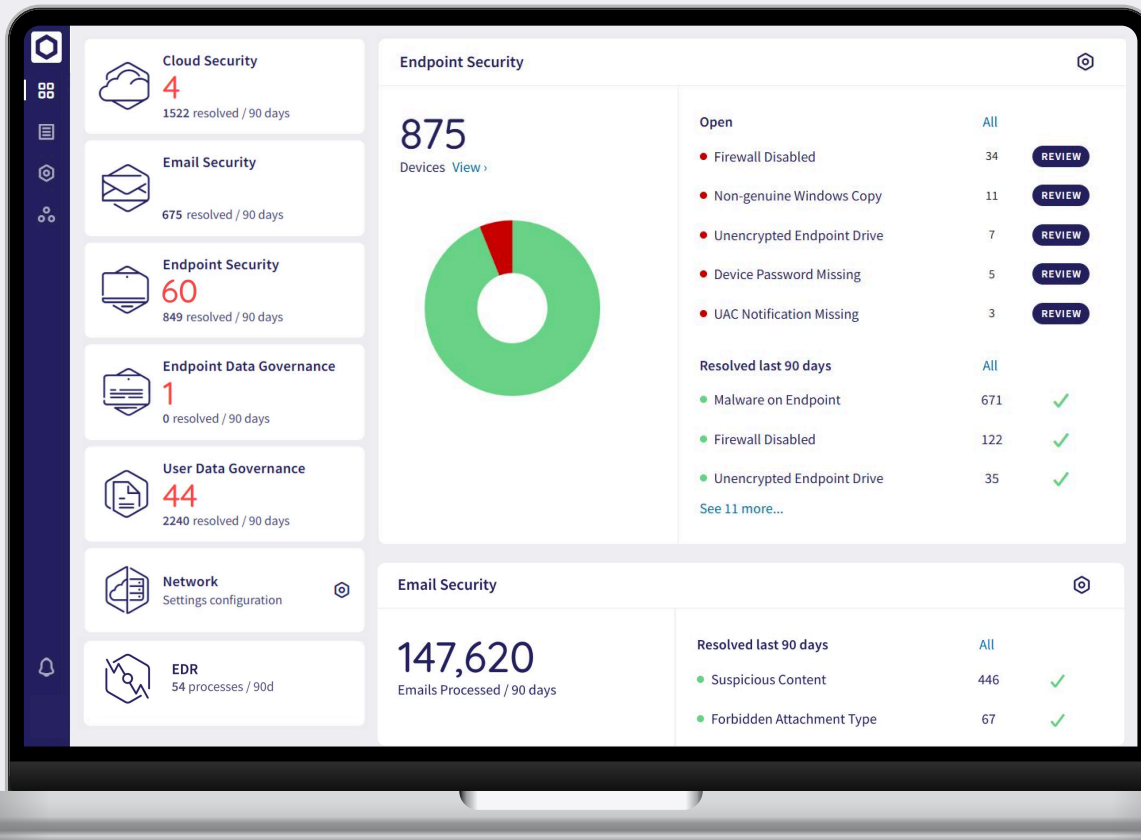 Cloud Security
4
1522 resolved / 90 days
Email Security
675 resolved / 90 days
Endpoint Security
60
849 resolved / 90 days
Endpoint Data Governance
1
0 resolved / 90 days
User Data Governance
44
2240 resolved / 90 days
Network
Settings configuration
EDR
54 processes / 90d
Endpoint Security
875
Devices View ›
Open All
Firewall Disabled 34 REVIEW
Non-genuine Windows Copy 11 REVIEW
Unencrypted Endpoint Drive 7 REVIEW
Device Password Missing 5 REVIEW
UAC Notification Missing 3 REVIEW
Resolved last 90 days All
Malware on Endpoint 671
Firewall Disabled 122
Unencrypted Endpoint Drive 35
See 11 more...
Email Security
147,620
Emails Processed / 90 days
Resolved last 90 days All
Suspicious Content 446
Forbidden Attachment Type 67